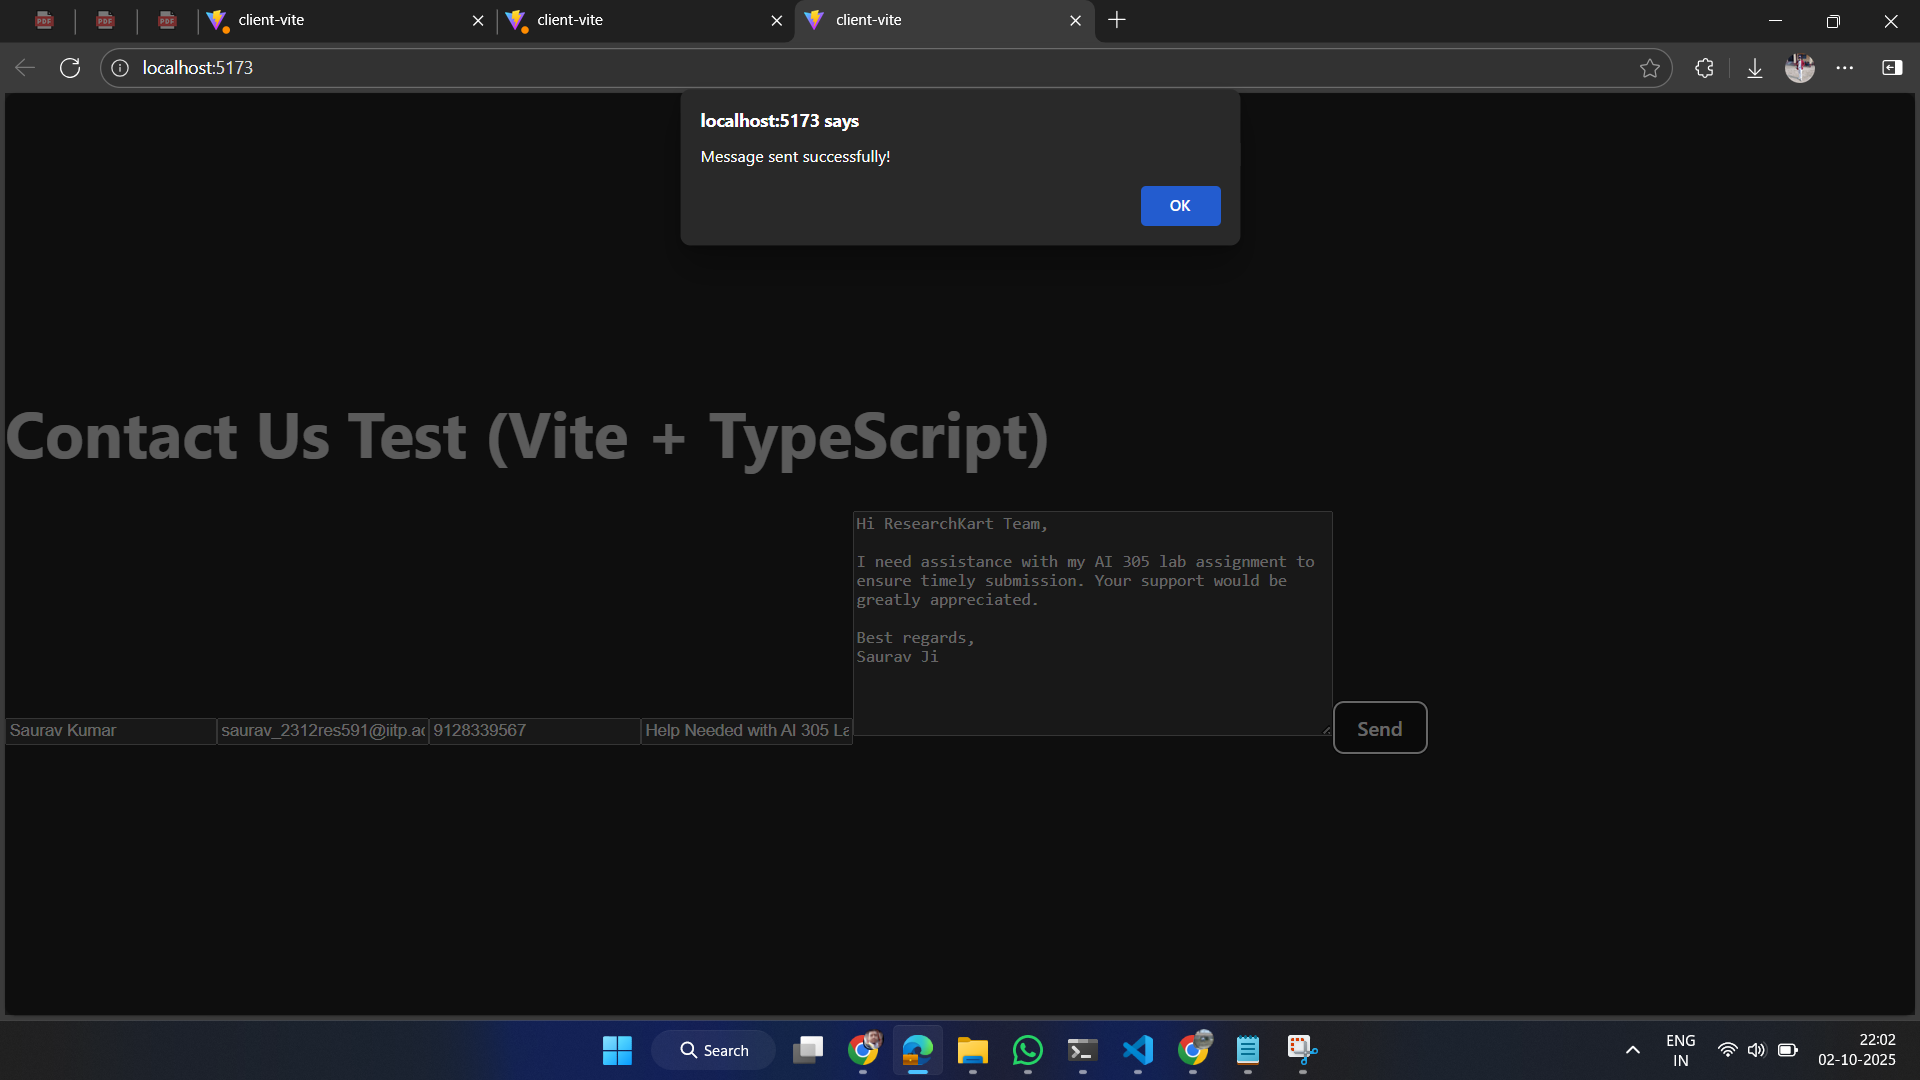 client-vite
client-vite
client-vite
localhost:5173
localhost:5173 says
Message sent successfully!
OK
Contact Us Test (Vite + TypeScript)
Hi ResearchKart Team,
I need assistance with my AI 305 lab assignment to
ensure timely submission. Your support would be
greatly appreciated.
Best regards,
Saurav Ji
Saurav Kumar
saurav_2312res591@iitp.ac
9128339567
Help Needed with AI 305 La
Send
Search
ENG
IN
22:02
02-10-2025